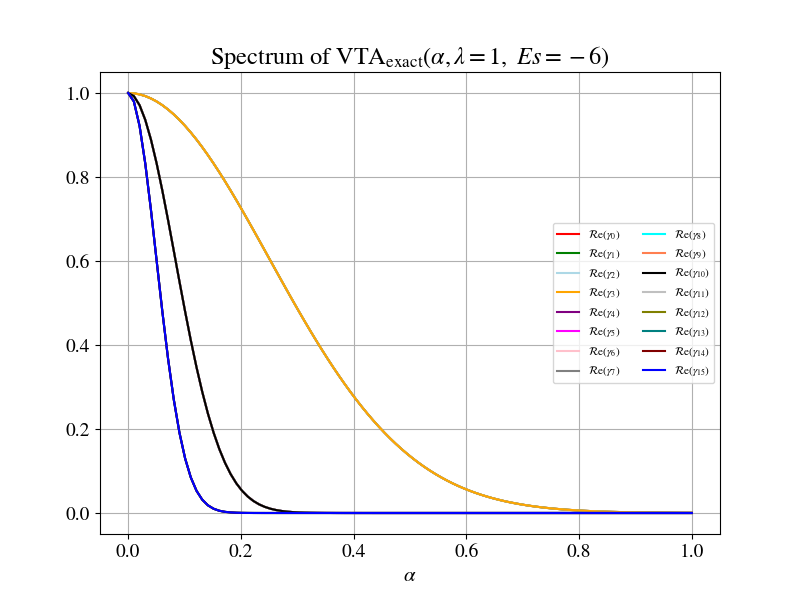 Spectrum of VTA_exact(α, λ = 1, Es = −6)
1.0
0.8
0.6
0.4
0.2
0.0
0.0 0.2 0.4 0.6 0.8 1.0
α
ℛe(γ₀) ℛe(γ₈)
ℛe(γ₁) ℛe(γ₉)
ℛe(γ₂) ℛe(γ₁₀)
ℛe(γ₃) ℛe(γ₁₁)
ℛe(γ₄) ℛe(γ₁₂)
ℛe(γ₅) ℛe(γ₁₃)
ℛe(γ₆) ℛe(γ₁₄)
ℛe(γ₇) ℛe(γ₁₅)